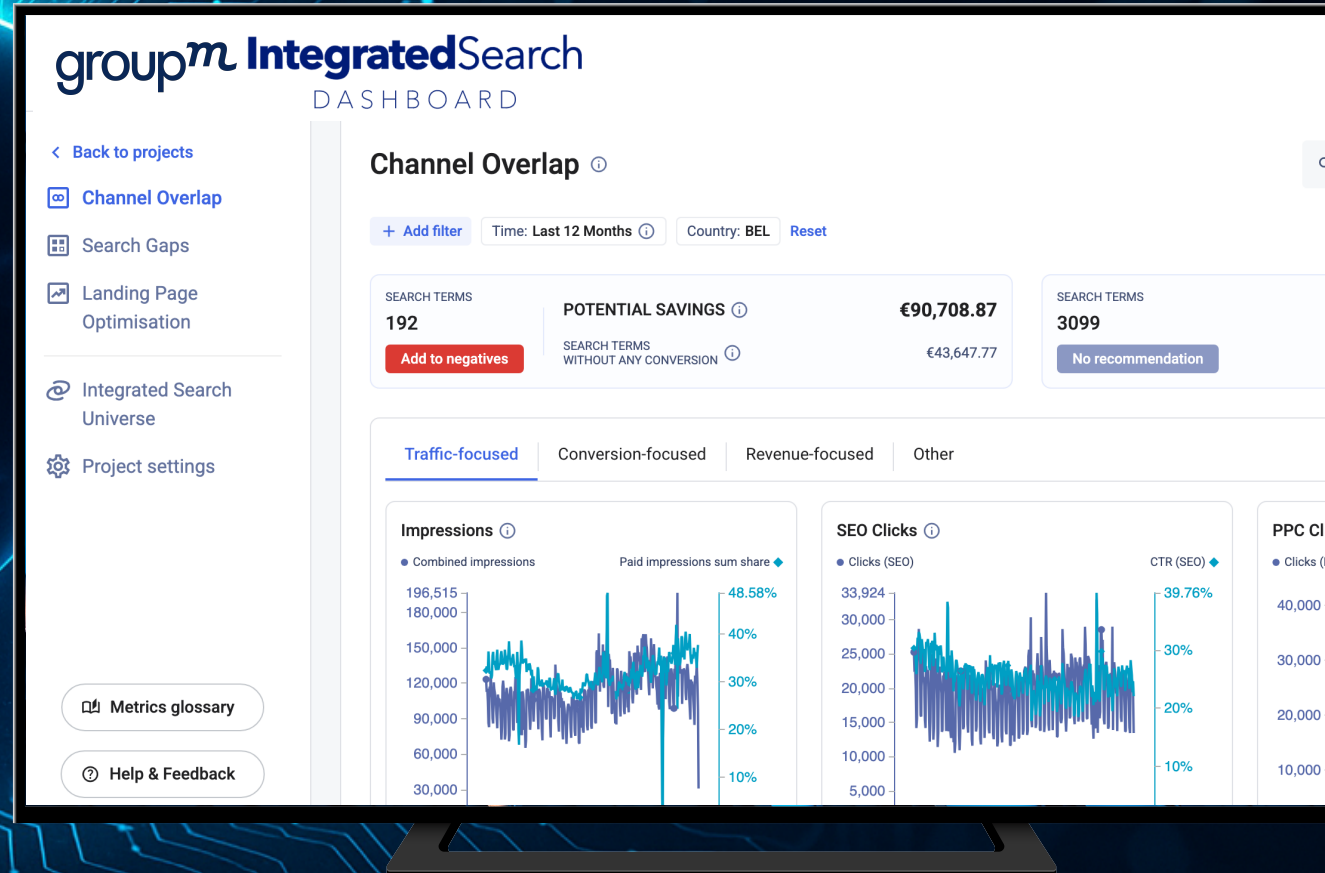 groupm IntegratedSearch
DASHBOARD
Back to projects
Channel Overlap
Search Gaps
Landing Page
Optimisation
Integrated Search
Universe
Project settings
Metrics glossary
Help & Feedback
Channel Overlap
+ Add filter
Time: Last 12 Months
Country: BEL
Reset
SEARCH TERMS
192
Add to negatives
POTENTIAL SAVINGS
€90,708.87
SEARCH TERMS
WITHOUT ANY CONVERSION
€43,647.77
SEARCH TERMS
3099
No recommendation
Traffic-focused
Conversion-focused
Revenue-focused
Other
Impressions
Combined impressions
Paid impressions sum share
196,515
180,000
150,000
120,000
90,000
60,000
30,000
48.58%
40%
30%
20%
10%
SEO Clicks
Clicks (SEO)
CTR (SEO)
33,924
30,000
25,000
20,000
15,000
10,000
5,000
39.76%
30%
20%
10%
PPC Cl
Clicks (
40,000
30,000
20,000
10,000